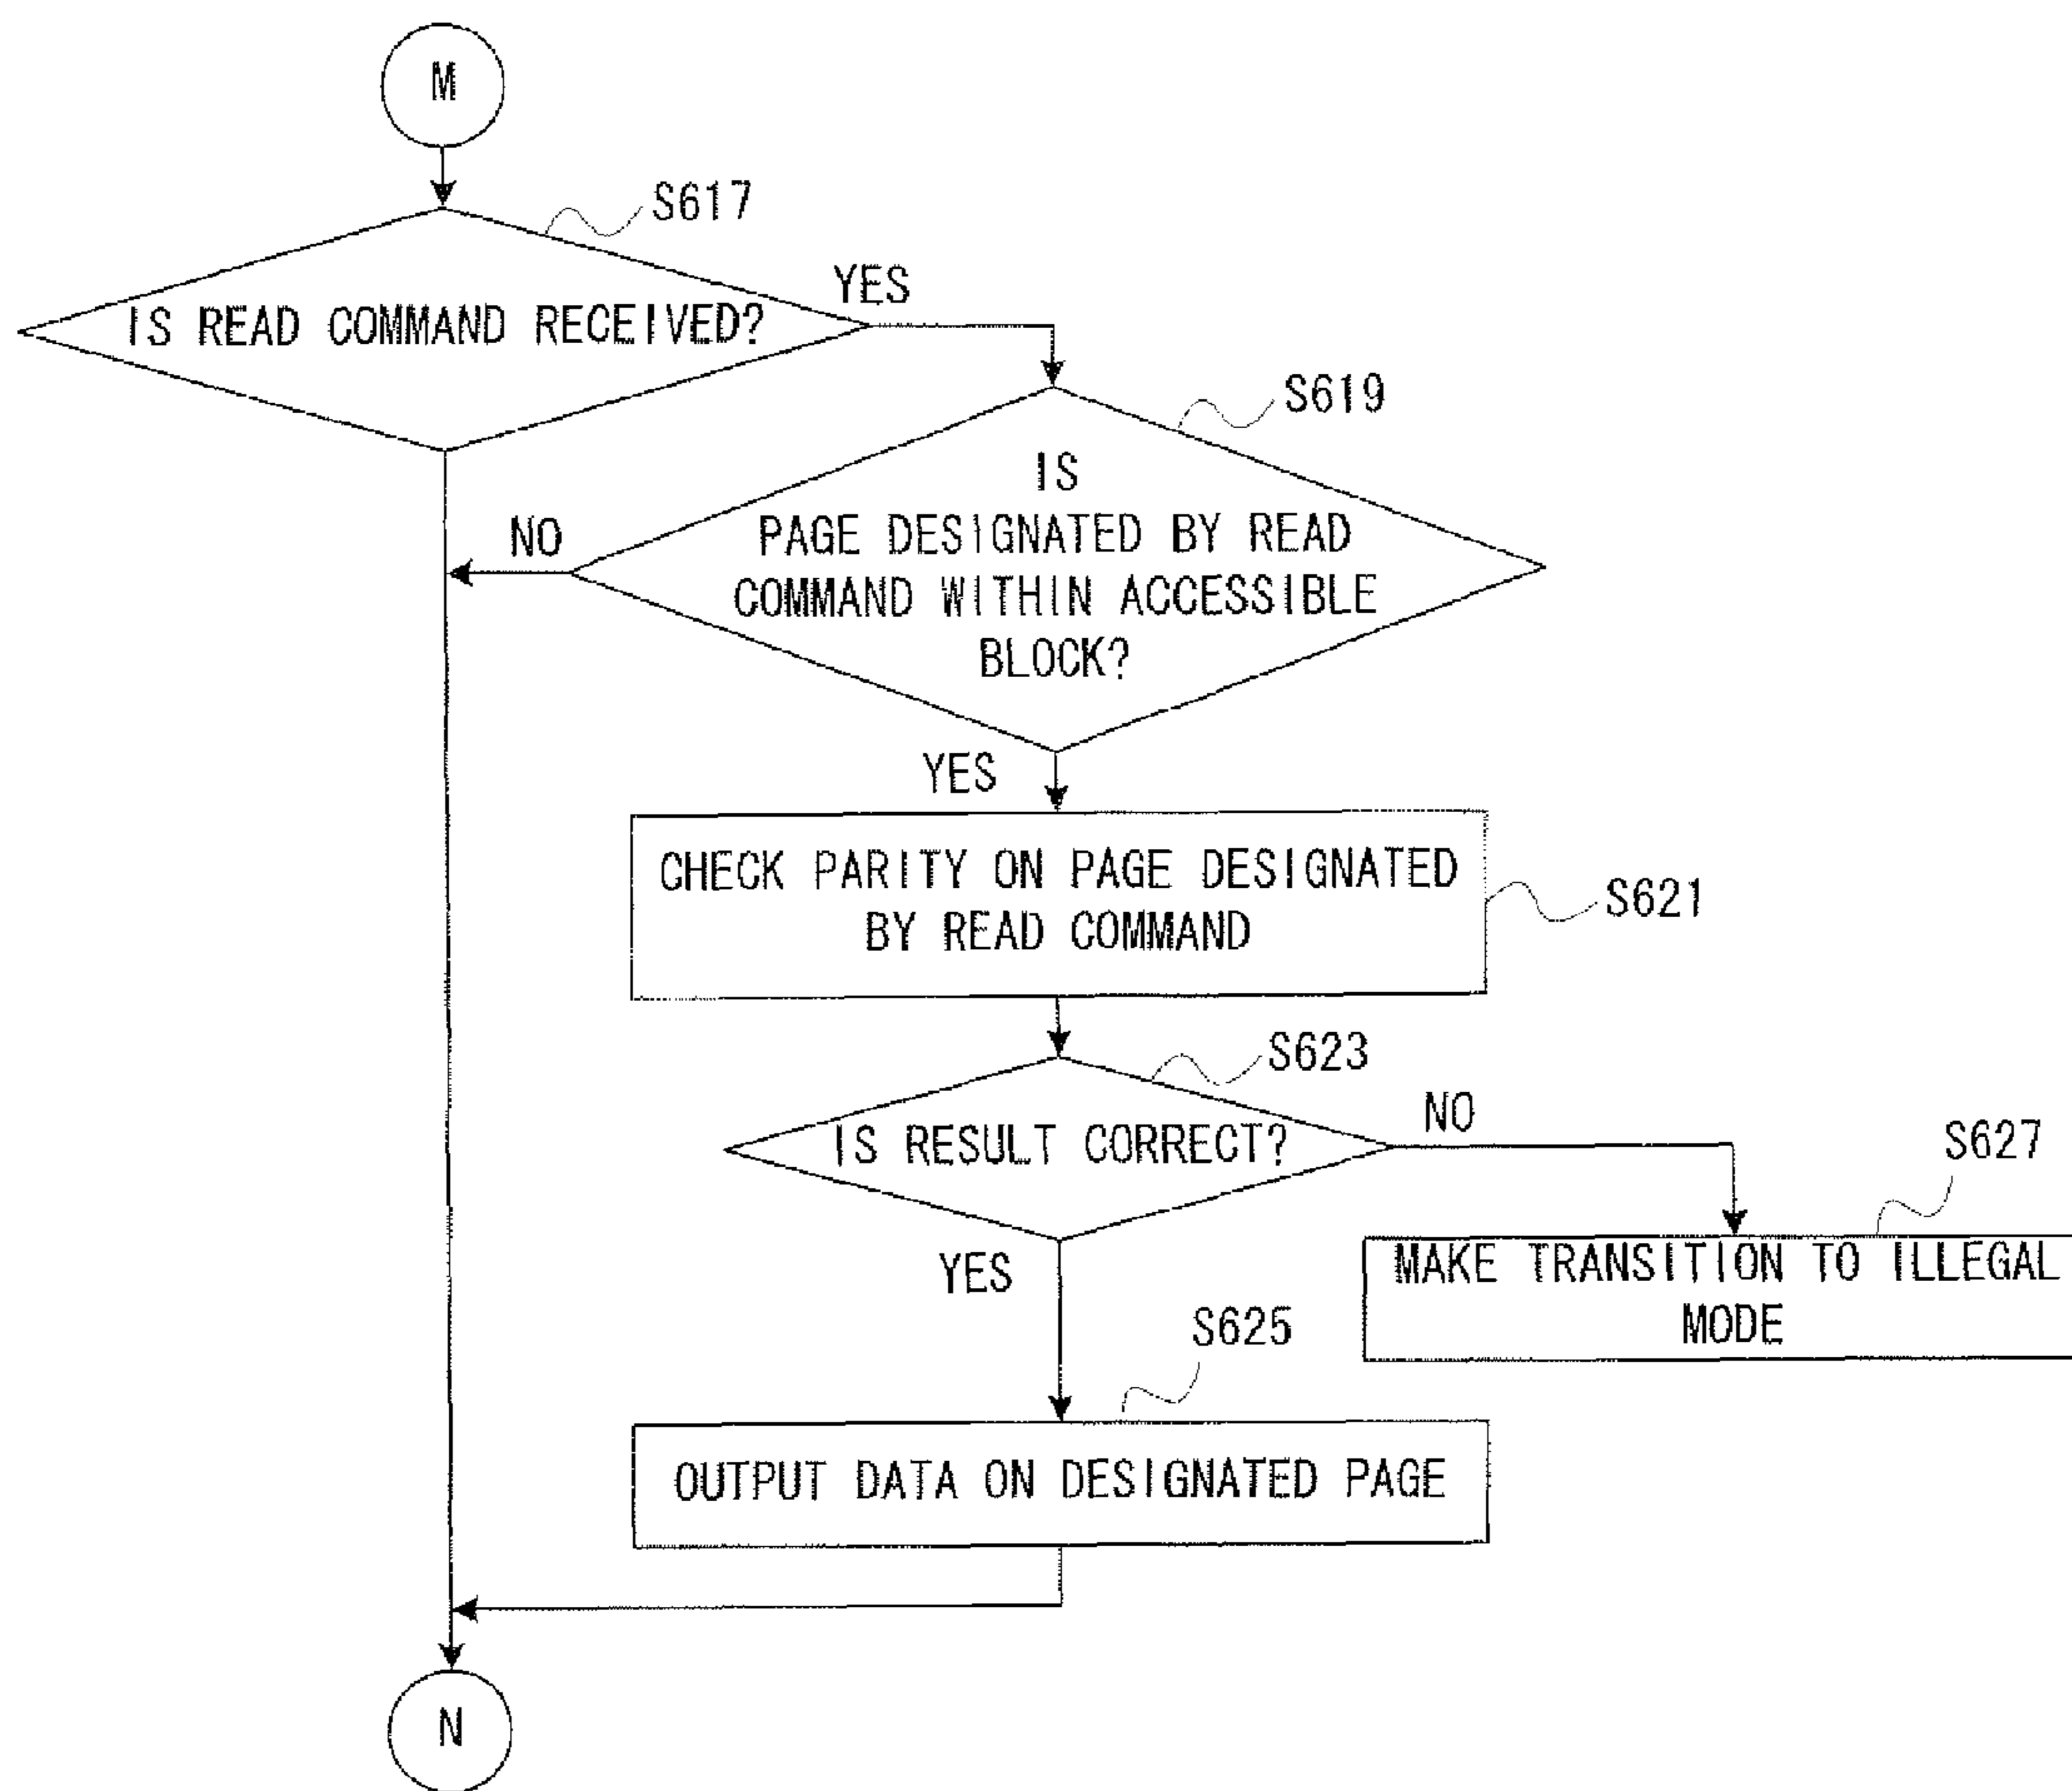 M
S617
YES
IS READ COMMAND RECEIVED?
S619
IS
PAGE DESIGNATED BY READ
COMMAND WITHIN ACCESSIBLE
BLOCK?
NO
YES
CHECK PARITY ON PAGE DESIGNATED
BY READ COMMAND
S621
S623
IS RESULT CORRECT?
NO
S627
YES
MAKE TRANSITION TO ILLEGAL
MODE
S625
OUTPUT DATA ON DESIGNATED PAGE
N